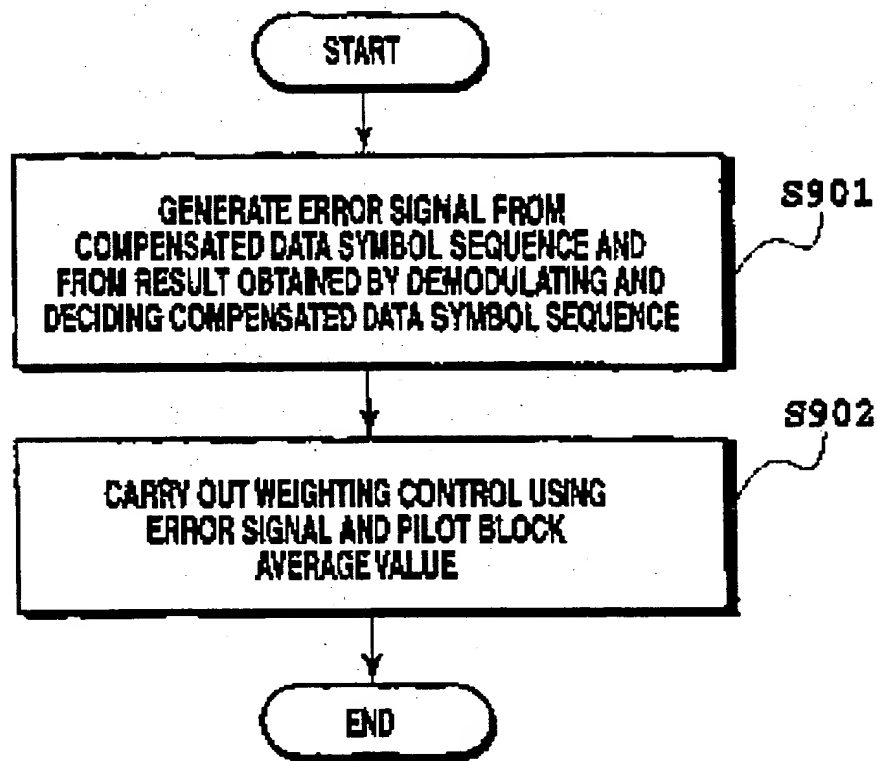 START
GENERATE ERROR SIGNAL FROM
COMPENSATED DATA SYMBOL SEQUENCE AND
FROM RESULT OBTAINED BY DEMODULATING AND
DECIDING COMPENSATED DATA SYMBOL SEQUENCE
S901
CARRY OUT WEIGHTING CONTROL USING
ERROR SIGNAL AND PILOT BLOCK
AVERAGE VALUE
S902
END